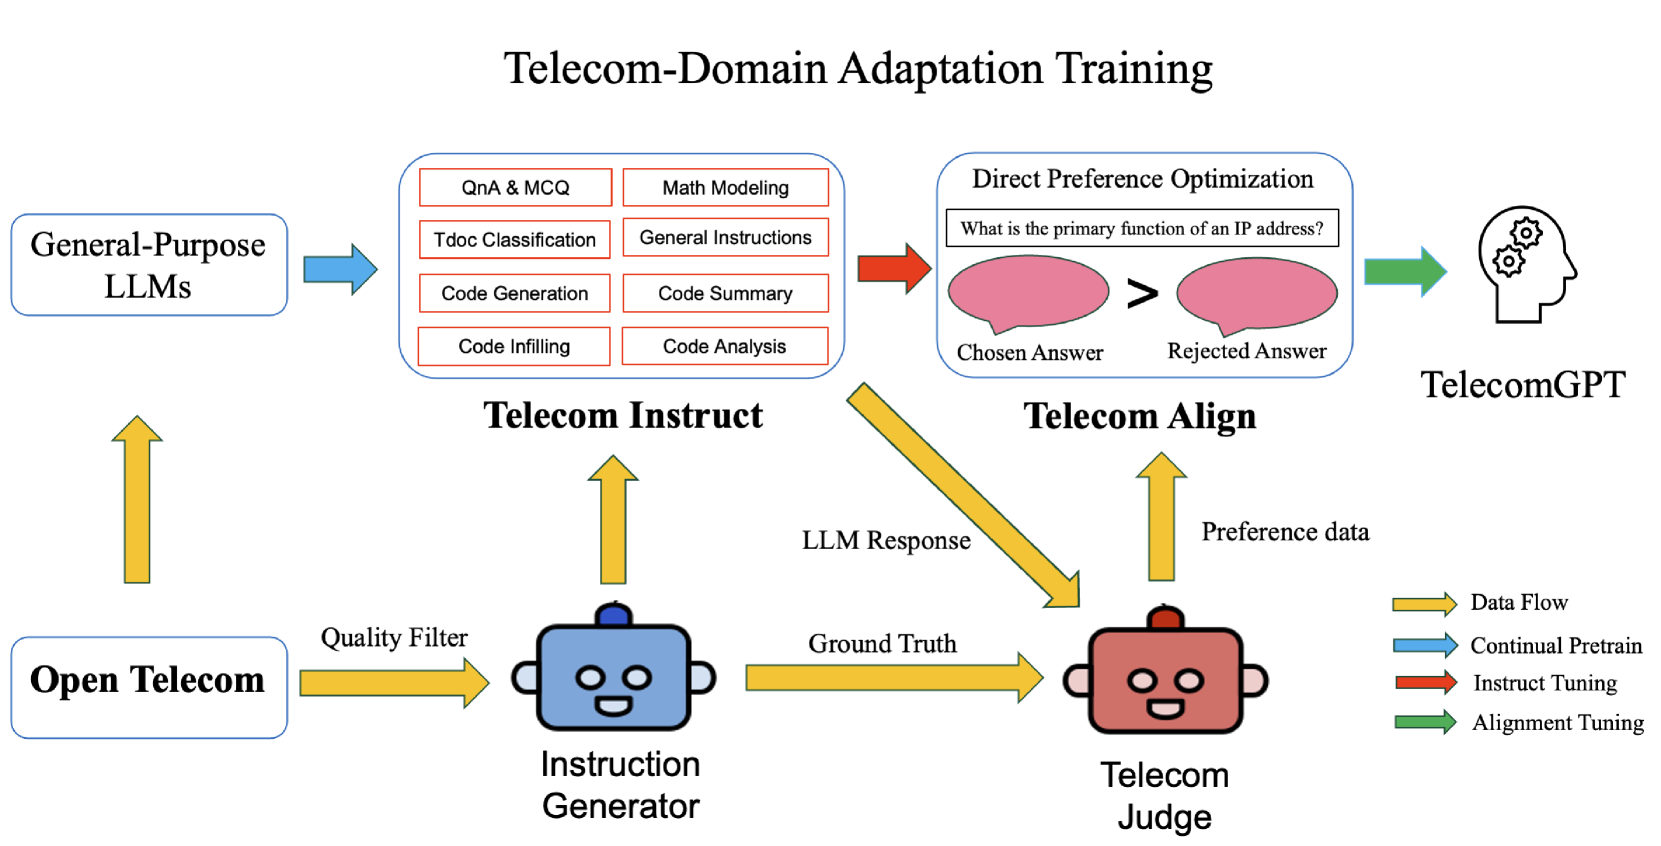 Telecom-Domain Adaptation Training
General-Purpose
LLMs
QnA & MCQ
Math Modeling
Tdoc Classification
General Instructions
Code Generation
Code Summary
Code Infilling
Code Analysis
Telecom Instruct
Direct Preference Optimization
What is the primary function of an IP address?
>
Chosen Answer
Rejected Answer
Telecom Align
TelecomGPT
LLM Response
Preference data
Open Telecom
Quality Filter
Ground Truth
Instruction
Generator
Telecom
Judge
Data Flow
Continual Pretrain
Instruct Tuning
Alignment Tuning